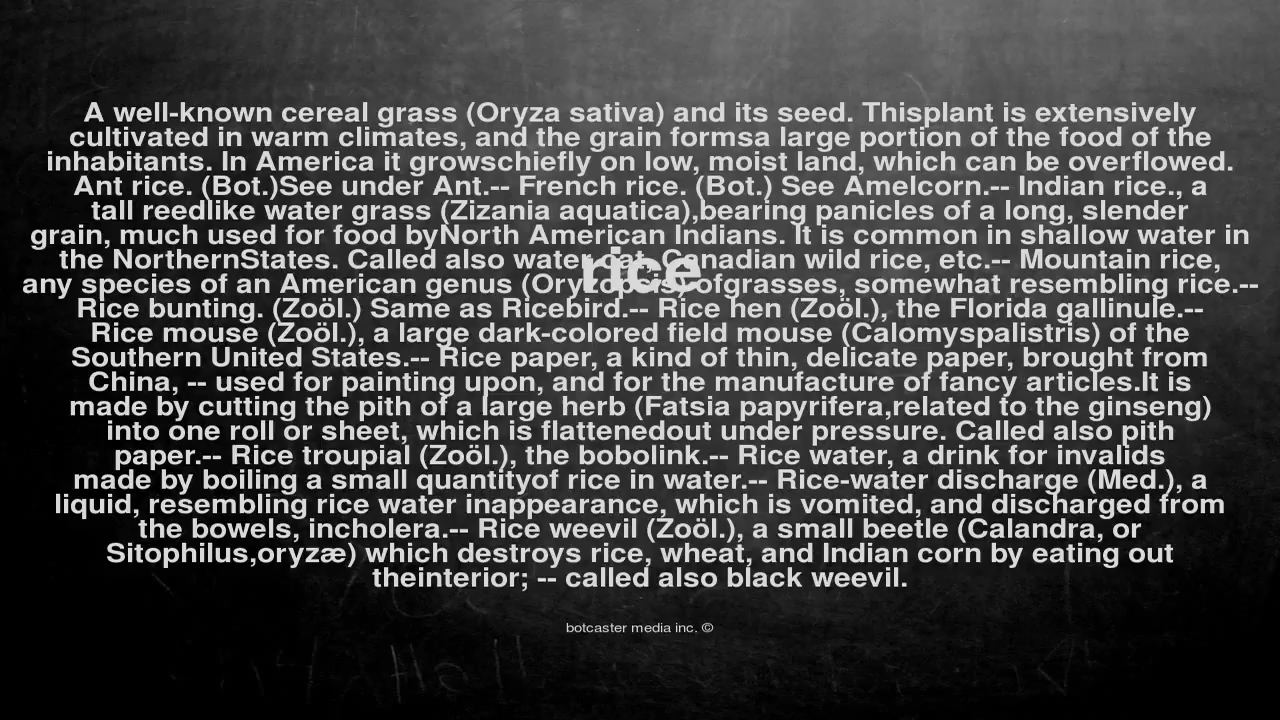 A well-known cereal grass (Oryza sativa) and its seed. Thisplant is extensively
cultivated in warm climates, and the grain formsa large portion of the food of the
inhabitants. In America it growschiefly on low, moist land, which can be overflowed.
Ant rice. (Bot.)See under Ant.-- French rice. (Bot.) See Amelcorn.-- Indian rice., a
tall reedlike water grass (Zizania aquatica),bearing panicles of a long, slender
grain, much used for food byNorth American Indians. It is common in shallow water in
the NorthernStates. Called also water oat, Canadian wild rice, etc.-- Mountain rice,
rice
any species of an American genus (Oryzopsis) ofgrasses, somewhat resembling rice.--
Rice bunting. (Zoöl.) Same as Ricebird.-- Rice hen (Zoöl.), the Florida gallinule.--
Rice mouse (Zoöl.), a large dark-colored field mouse (Calomyspalistris) of the
Southern United States.-- Rice paper, a kind of thin, delicate paper, brought from
China, -- used for painting upon, and for the manufacture of fancy articles.It is
made by cutting the pith of a large herb (Fatsia papyrifera,related to the ginseng)
into one roll or sheet, which is flattenedout under pressure. Called also pith
paper.-- Rice troupial (Zoöl.), the bobolink.-- Rice water, a drink for invalids
made by boiling a small quantityof rice in water.-- Rice-water discharge (Med.), a
liquid, resembling rice water inappearance, which is vomited, and discharged from
the bowels, incholera.-- Rice weevil (Zoöl.), a small beetle (Calandra, or
Sitophilus,oryzæ) which destroys rice, wheat, and Indian corn by eating out
theinterior; -- called also black weevil.
botcaster media inc. ©